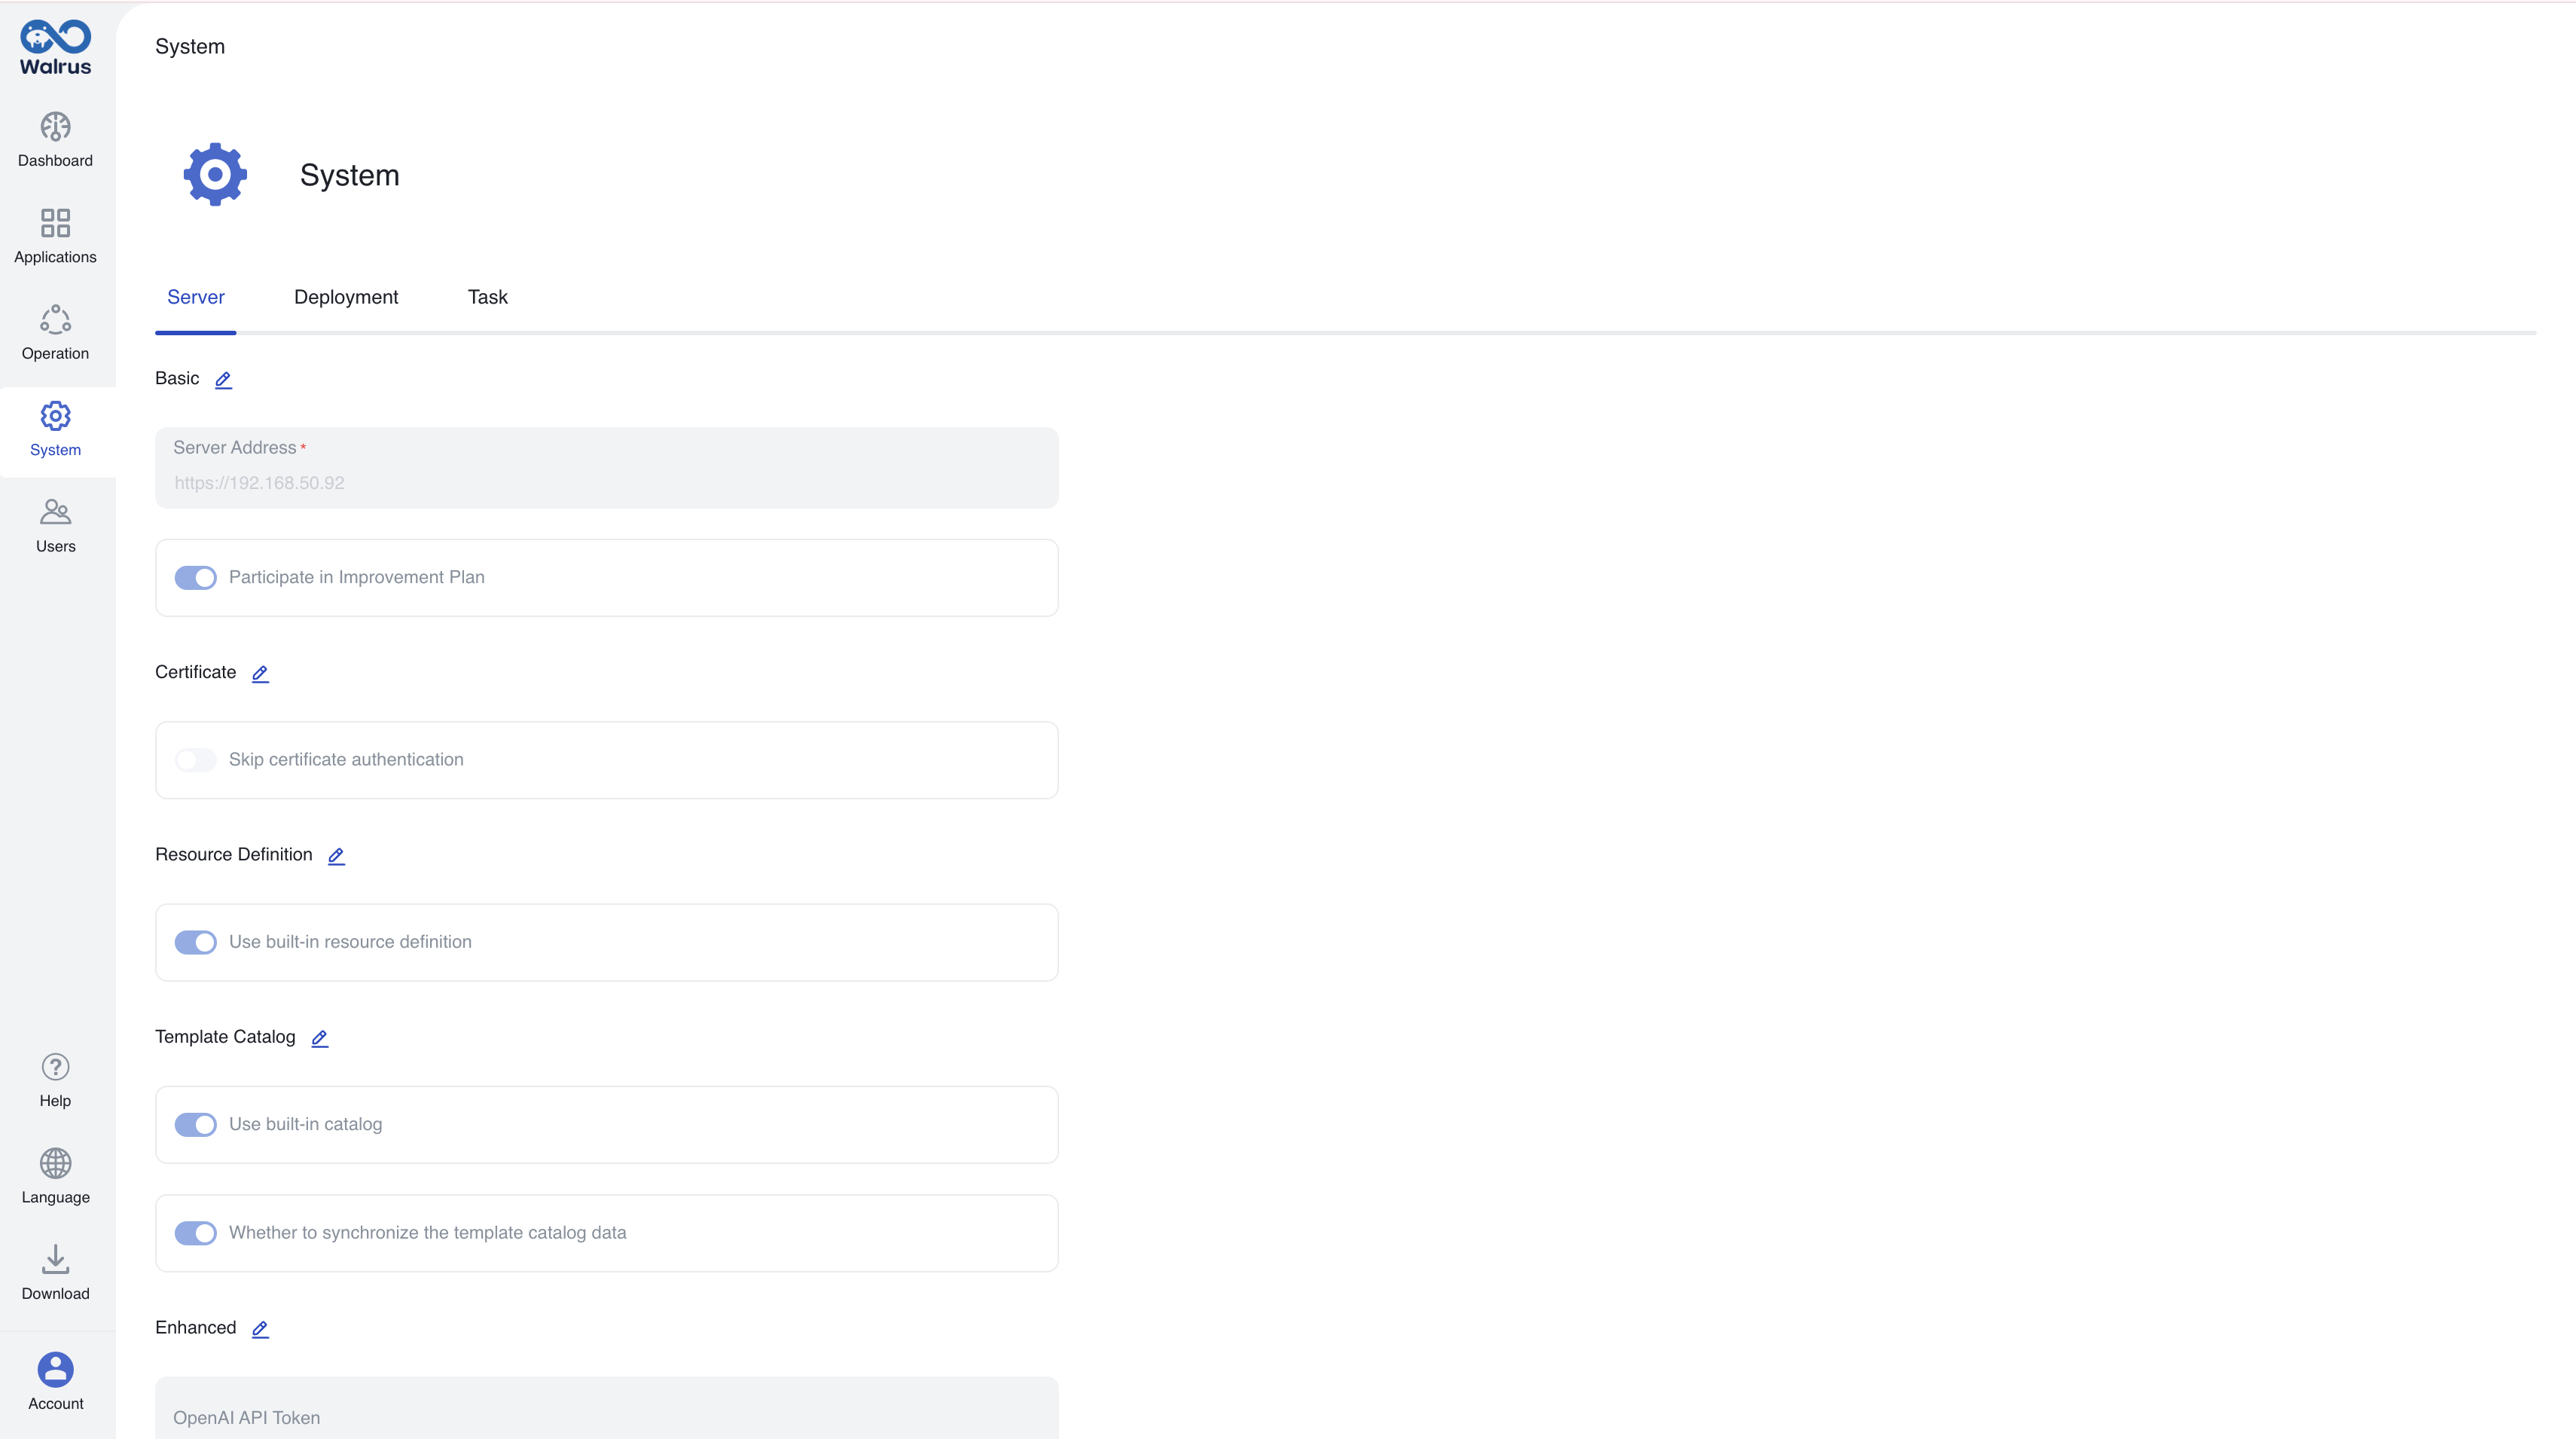 Walrus
Dashboard
Applications
Operation
System
Users
Help
Language
Download
Account
System
System
Server
Deployment
Task
Basic
Server Address *
https://192.168.50.92
Participate in Improvement Plan
Certificate
Skip certificate authentication
Resource Definition
Use built-in resource definition
Template Catalog
Use built-in catalog
Whether to synchronize the template catalog data
Enhanced
OpenAI API Token